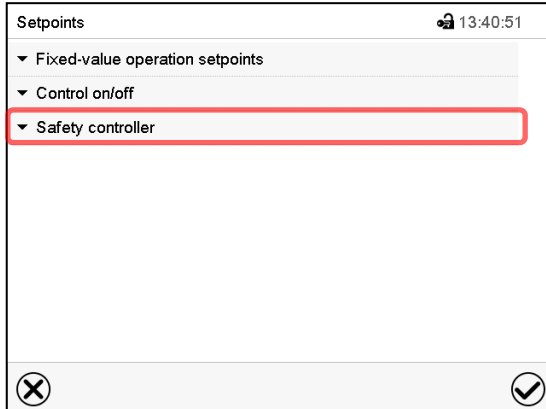 Setpoints
13:40:51
Fixed-value operation setpoints
Control on/off
Safety controller